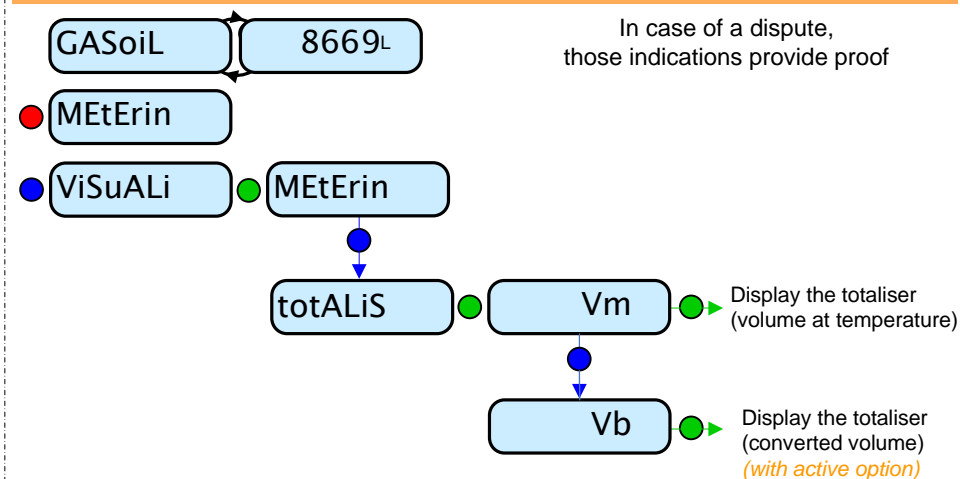 GASoiL
8669L
In case of a dispute,
those indications provide proof
MEtErin
ViSuALi
MEtErin
totALiS
Vm
Display the totaliser
(volume at temperature)
Vb
Display the totaliser
(converted volume)
(with active option)